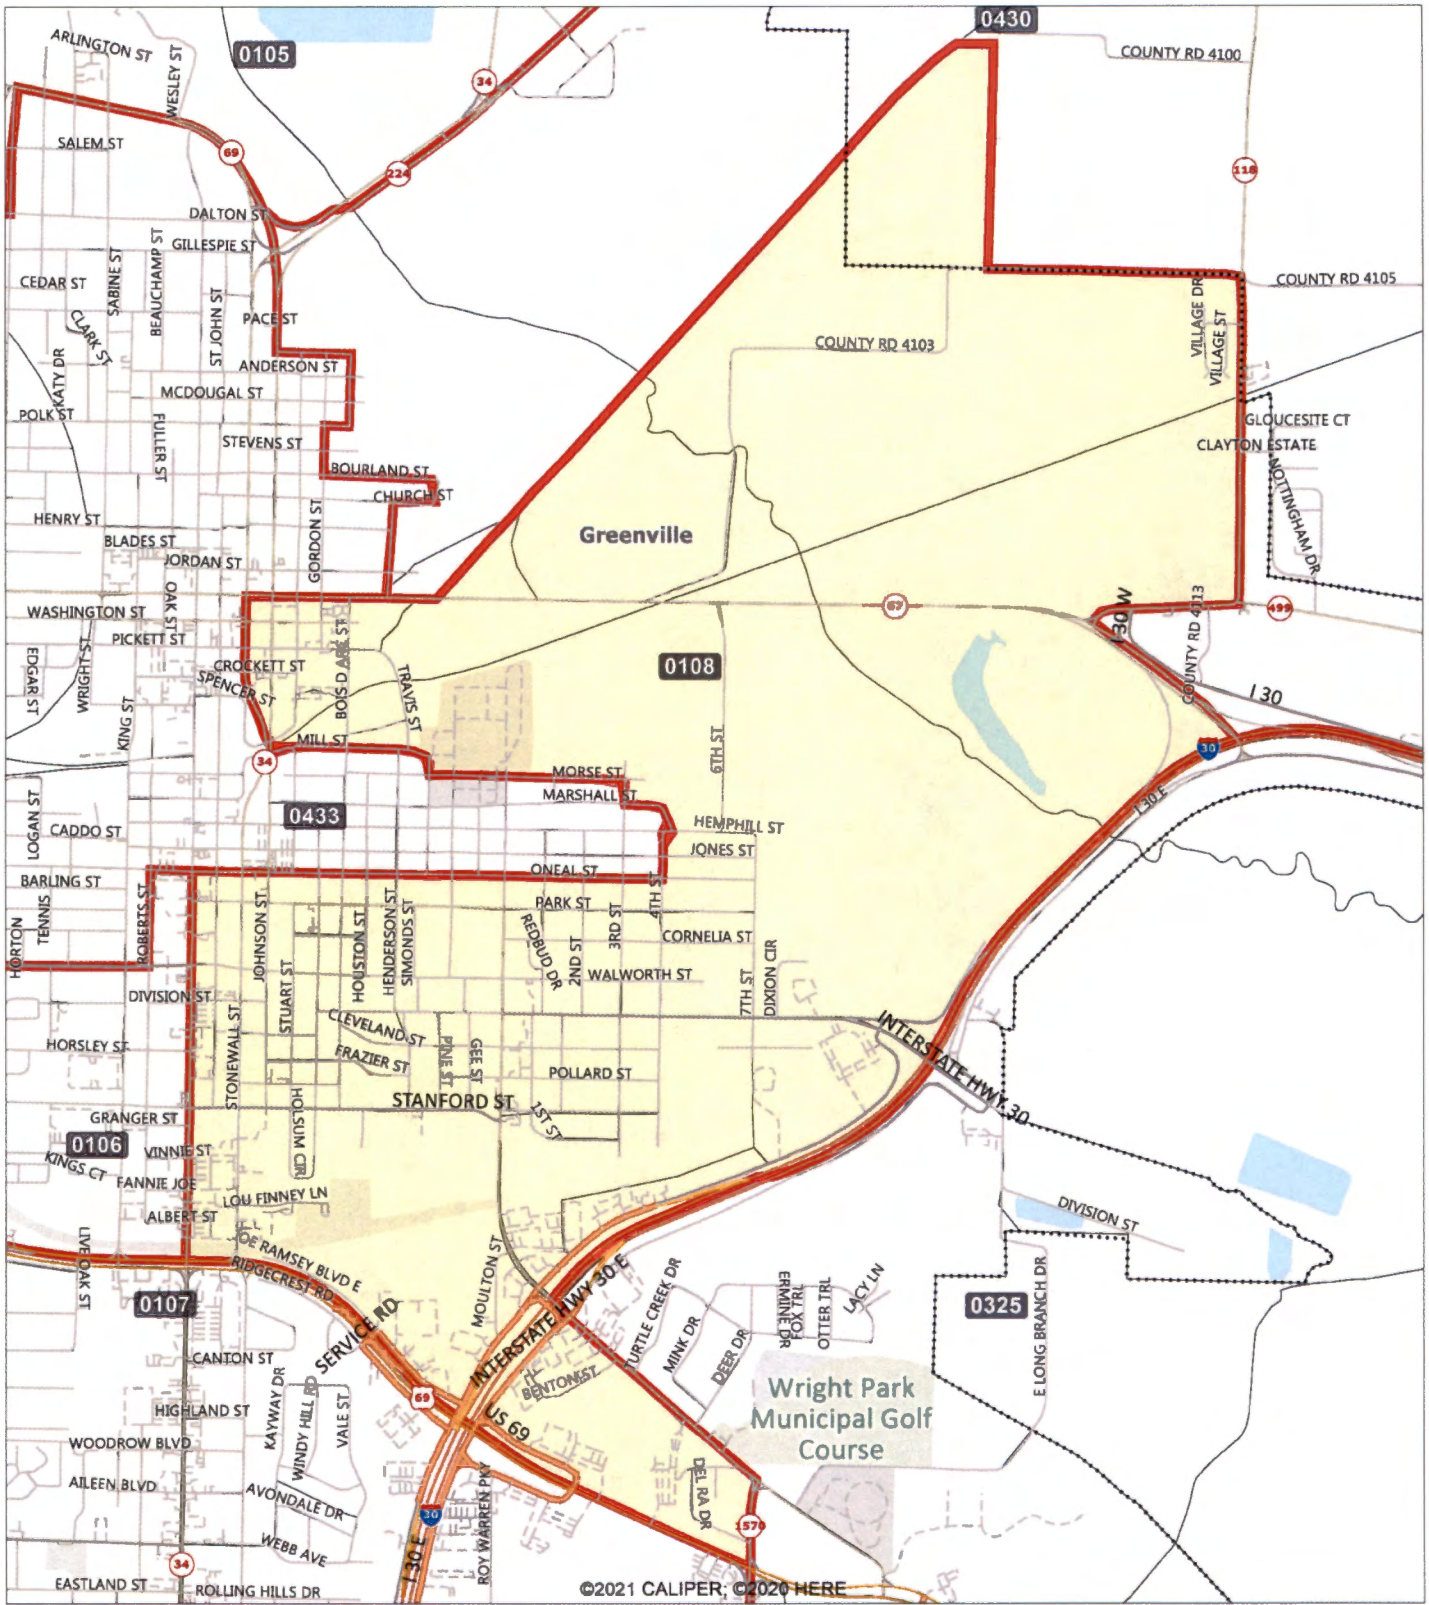 0430
ARLINGTON ST
WESLEY ST
0105
COUNTY RD 4100
34
SALEM ST
69
224
118
DALTON ST
GILLESPIE ST
CEDAR ST
SABINE ST
BEAUCHAMP ST
ST JOHN ST
COUNTY RD 4105
VILLAGE DR
VILLAGE ST
CLARK ST
PACE ST
COUNTY RD 4103
KATY DR
ANDERSON ST
MCDOUGAL ST
POLK ST
FULLER ST
STEVENS ST
GLOUCESITE CT
CLAYTON ESTATE
BOURLAND ST
CHURCH ST
NOTTINGHAM DR
HENRY ST
GORDON ST
BLADES ST
Greenville
JORDAN ST
OAK ST
WASHINGTON ST
67
I 30 W
COUNTY RD 4113
499
PICKETT ST
EDGAR ST
WRIGHT ST
CROCKETT ST
SPENCER ST
BOIS D ARC ST
TRAVIS ST
0108
I 30
KING ST
MILL ST
6TH ST
30
34
MORSE ST
MARSHALL ST
I 30 E
LOGAN ST
CADDO ST
0433
HEMPHILL ST
JONES ST
BARLING ST
ONEAL ST
HORTON
TENNIS
ROBERTS ST
JOHNSON ST
HOUSTON ST
HENDERSON ST
SIMONDS ST
PARK ST
4TH ST
REDBUD DR
2ND ST
3RD ST
CORNELIA ST
WALWORTH ST
7TH ST
DIXION CIR
DIVISION ST
STUART ST
STONEWALL ST
CLEVELAND ST
INTERSTATE HWY 30
HORSLEY ST
FRAZIER ST
PINE ST
GEE ST
POLLARD ST
STANFORD ST
1ST ST
GRANGER ST
HOLSUM CIR
0106
VINNIE ST
KINGS CT
FANNIE JOE
LOU FINNEY LN
ALBERT ST
DIVISION ST
LIVEOAK ST
JOE RAMSEY BLVD E
RIDGECREST RD
MOULTON ST
INTERSTATE HWY 30 E
TURTLE CREEK DR
MINK DR
DEER DR
ERMINE DR
FOX TRL
OTTER TRL
LACY LN
0107
0325
E LONG BRANCH DR
SERVICE RD
CANTON ST
KAYWAY DR
WINDY HILL RD
VALE ST
BENTON ST
69
US 69
Wright Park
Municipal Golf
Course
HIGHLAND ST
WOODROW BLVD
AILEEN BLVD
AVONDALE DR
ROY WARREN PKY
DEL RA DR
30
1570
WEBB AVE
I 30 E
34
EASTLAND ST
ROLLING HILLS DR
©2021 CALIPER; ©2020 HERE